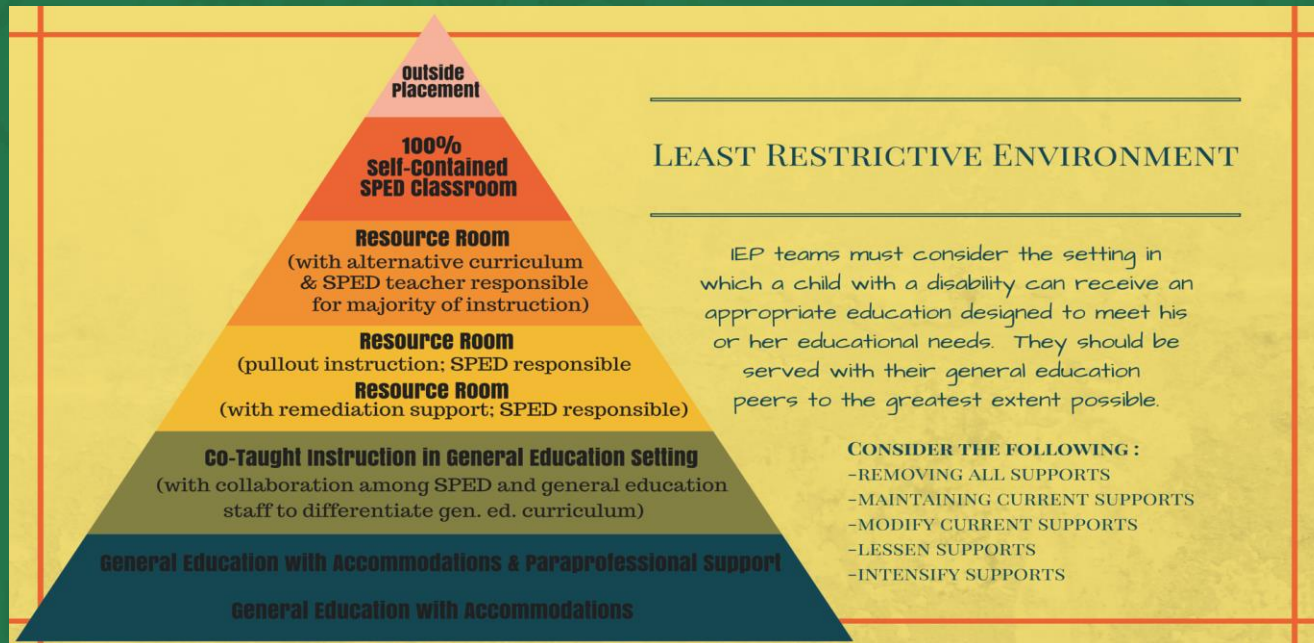 Outside
Placement
100%
Self-Contained
SPED Classroom
Resource Room
(with alternative curriculum
& SPED teacher responsible
for majority of instruction)
Resource Room
(pullout instruction; SPED responsible
Resource Room
(with remediation support; SPED responsible)
Co-Taught Instruction in General Education Setting
(with collaboration among SPED and general education
staff to differentiate gen. ed. curriculum)
General Education with Accommodations & Paraprofessional Support
General Education with Accommodations
Least Restrictive Environment
IEP teams must consider the setting in
which a child with a disability can receive an
appropriate education designed to meet his
or her educational needs. They should be
served with their general education
peers to the greatest extent possible.
Consider the following :
-removing all supports
-maintaining current supports
-modify current supports
-lessen supports
-intensify supports